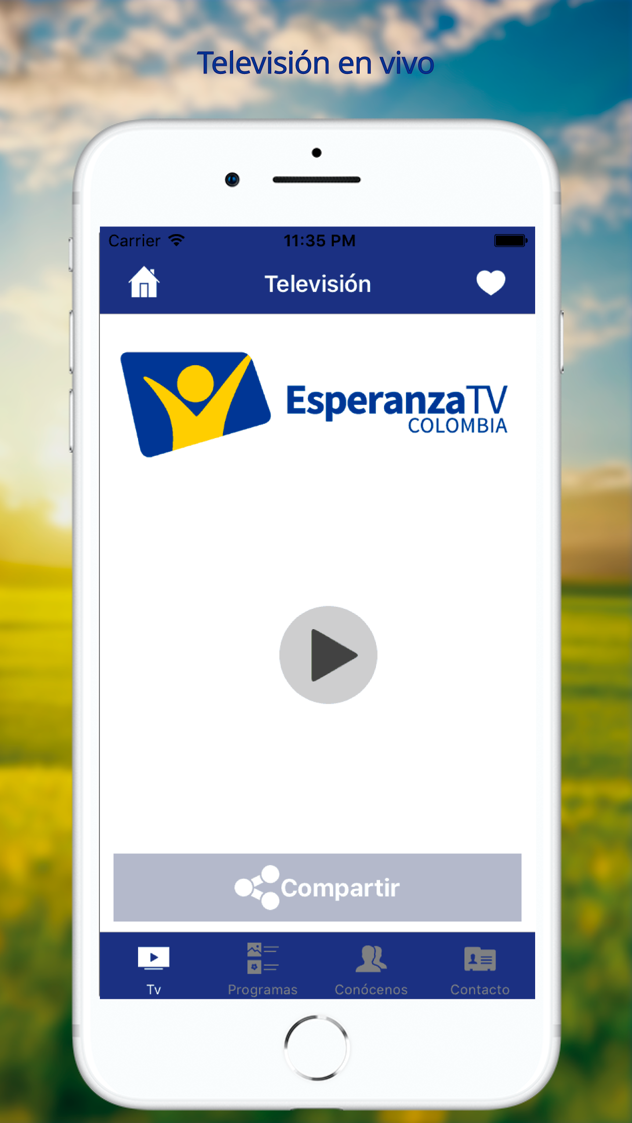 Televisión en vivo
Carrier 11:35 PM
Televisión
EsperanzaTV
COLOMBIA
Compartir
Tv Programas Conócenos Contacto